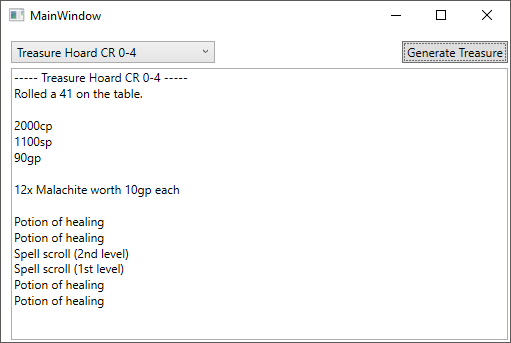 MainWindow
Treasure Hoard CR 0-4
Generate Treasure
----- Treasure Hoard CR 0-4 -----
Rolled a 41 on the table.
2000cp
1100sp
90gp
12x Malachite worth 10gp each
Potion of healing
Potion of healing
Spell scroll (2nd level)
Spell scroll (1st level)
Potion of healing
Potion of healing